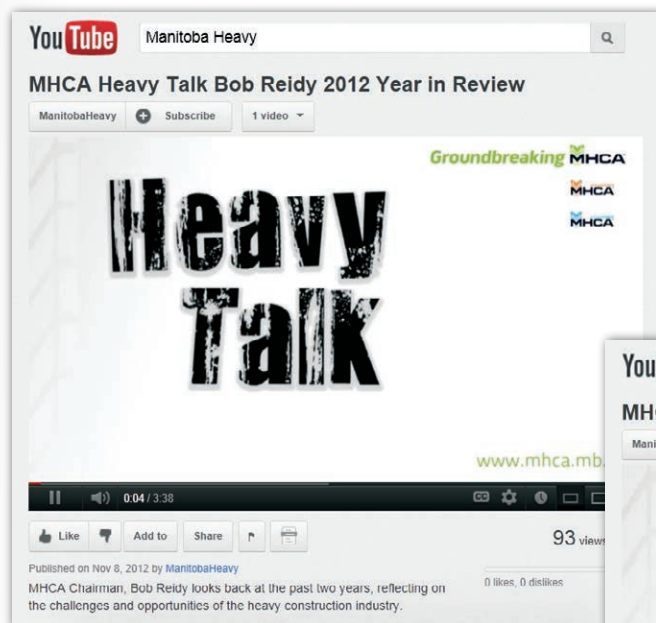 YouTube
Manitoba Heavy
MHCA Heavy Talk Bob Reidy 2012 Year in Review
ManitobaHeavy Subscribe 1 video
Groundbreaking MHCA
MHCA
MHCA
Heavy
Talk
www.mhca.mb.
0:04 / 3:38
CC
Like Add to Share
93 views
Published on Nov 8, 2012 by ManitobaHeavy
0 likes, 0 dislikes
MHCA Chairman, Bob Reidy looks back at the past two years, reflecting on
the challenges and opportunities of the heavy construction industry.
You
MHC
Mani